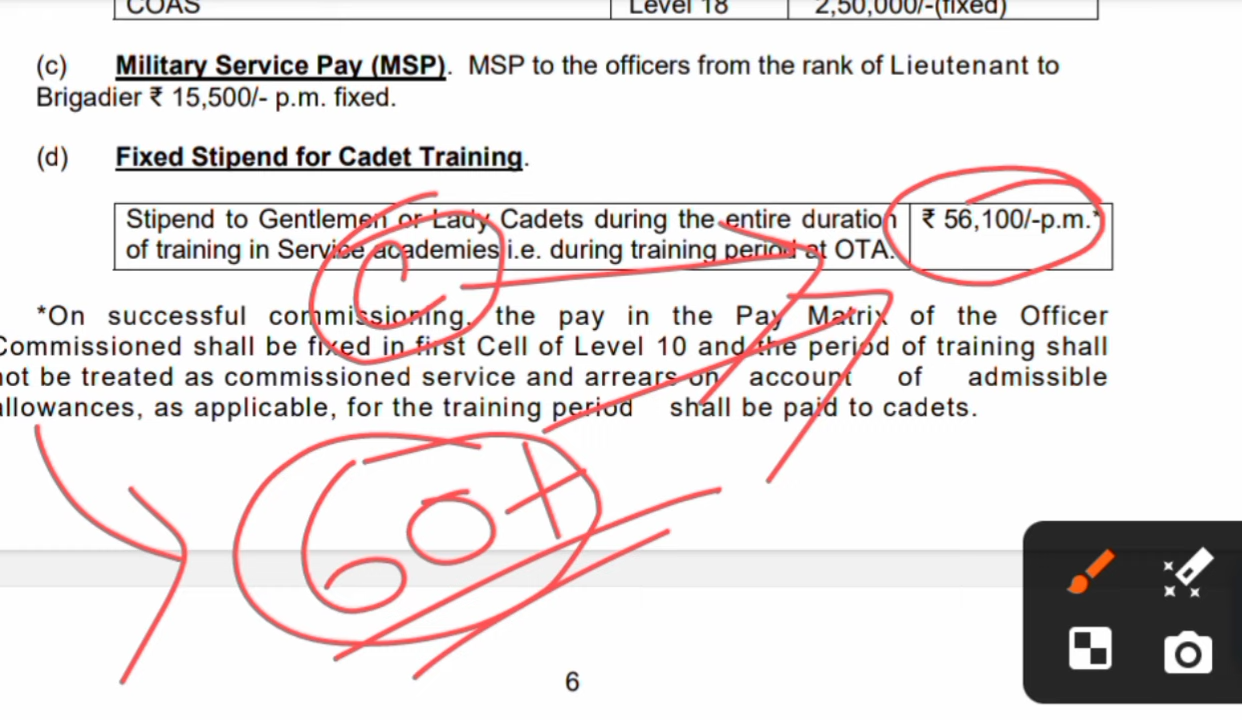 COAS Level 18 2,50,000/-(fixed)
(c) Military Service Pay (MSP). MSP to the officers from the rank of Lieutenant to
Brigadier ₹ 15,500/- p.m. fixed.
(d) Fixed Stipend for Cadet Training.
Stipend to Gentlemen or Lady Cadets during the entire duration ₹ 56,100/-p.m.*
of training in Service academies i.e. during training period at OTA.
*On successful commissioning, the pay in the Pay Matrix of the Officer
Commissioned shall be fixed in first Cell of Level 10 and the period of training shall
not be treated as commissioned service and arrears on account of admissible
allowances, as applicable, for the training period shall be paid to cadets.
60+
6